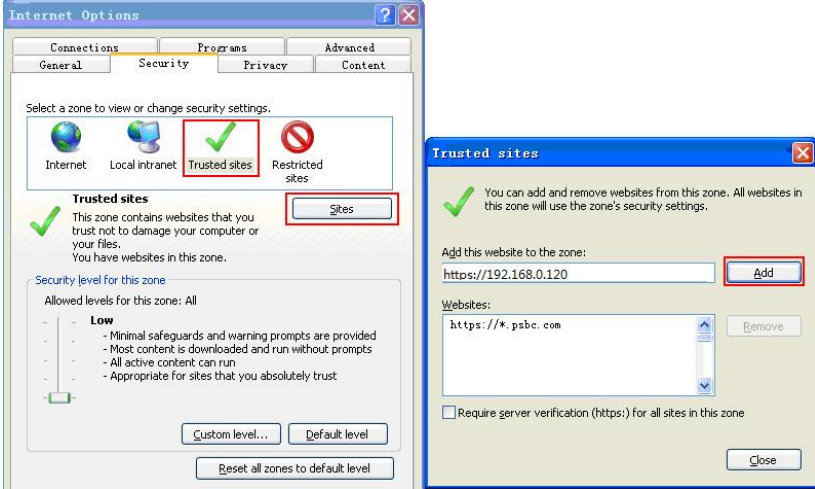 Internet Options
Connections Programs Advanced
General Security Privacy Content
Select a zone to view or change security settings.
Internet Local intranet Trusted sites Restricted
sites
Trusted sites
Sites
This zone contains websites that you
trust not to damage your computer or
your files.
You have websites in this zone.
Security level for this zone
Allowed levels for this zone: All
Low
- Minimal safeguards and warning prompts are provided
- Most content is downloaded and run without prompts
- All active content can run
- Appropriate for sites that you absolutely trust
Custom level... Default level
Reset all zones to default level
Trusted sites
You can add and remove websites from this zone. All websites in
this zone will use the zone's security settings.
Add this website to the zone:
https://192.168.0.120 Add
Websites:
https://*.psbc.com Remove
Require server verification (https:) for all sites in this zone
Close